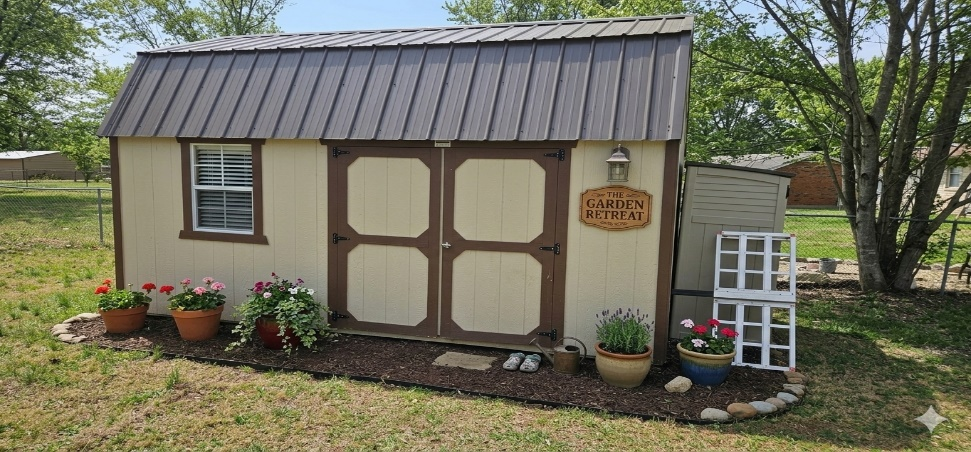 THE
GARDEN
RETREAT